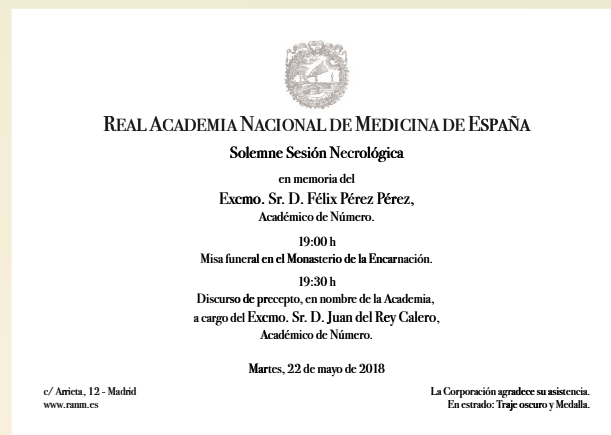 REAL ACADEMIA NACIONAL DE MEDICINA DE ESPAÑA
Solemne Sesión Necrológica
en memoria del
Excmo. Sr. D. Félix Pérez Pérez,
Académico de Número.
19:00 h
Misa funeral en el Monasterio de la Encarnación.
19:30 h
Discurso de precepto, en nombre de la Academia,
a cargo del Excmo. Sr. D. Juan del Rey Calero,
Académico de Número.
Martes, 22 de mayo de 2018
c/ Arrieta, 12 - Madrid
www.ranm.es
La Corporación agradece su asistencia.
En estrado: Traje oscuro y Medalla.